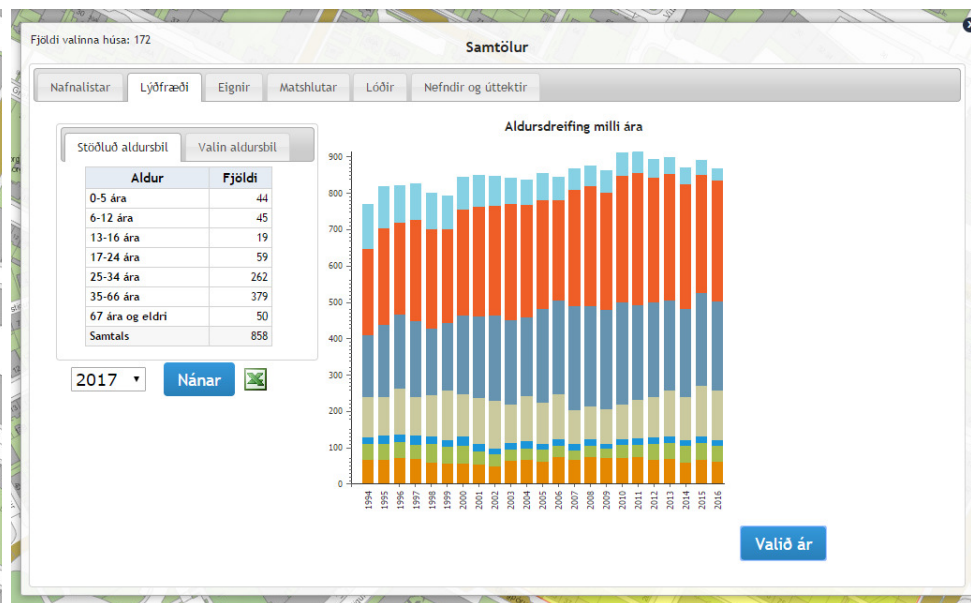 Fjöldi valinna húsa: 172
Samtölur
Nafnalistar Lýðfræði Eignir Matshlutar Lóðir Nefndir og úttektir
Stöðluð aldursbil Valin aldursbil
Aldur Fjöldi
0-5 ára 44
6-12 ára 45
13-16 ára 19
17-24 ára 59
25-34 ára 262
35-66 ára 379
67 ára og eldri 50
Samtals 858
2017 Nánar
Aldursdreifing milli ára
900
800
700
600
500
400
300
200
100
0
1994 1995 1996 1997 1998 1999 2000 2001 2002 2003 2004 2005 2006 2007 2008 2009 2010 2011 2012 2013 2014 2015 2016
Valið ár